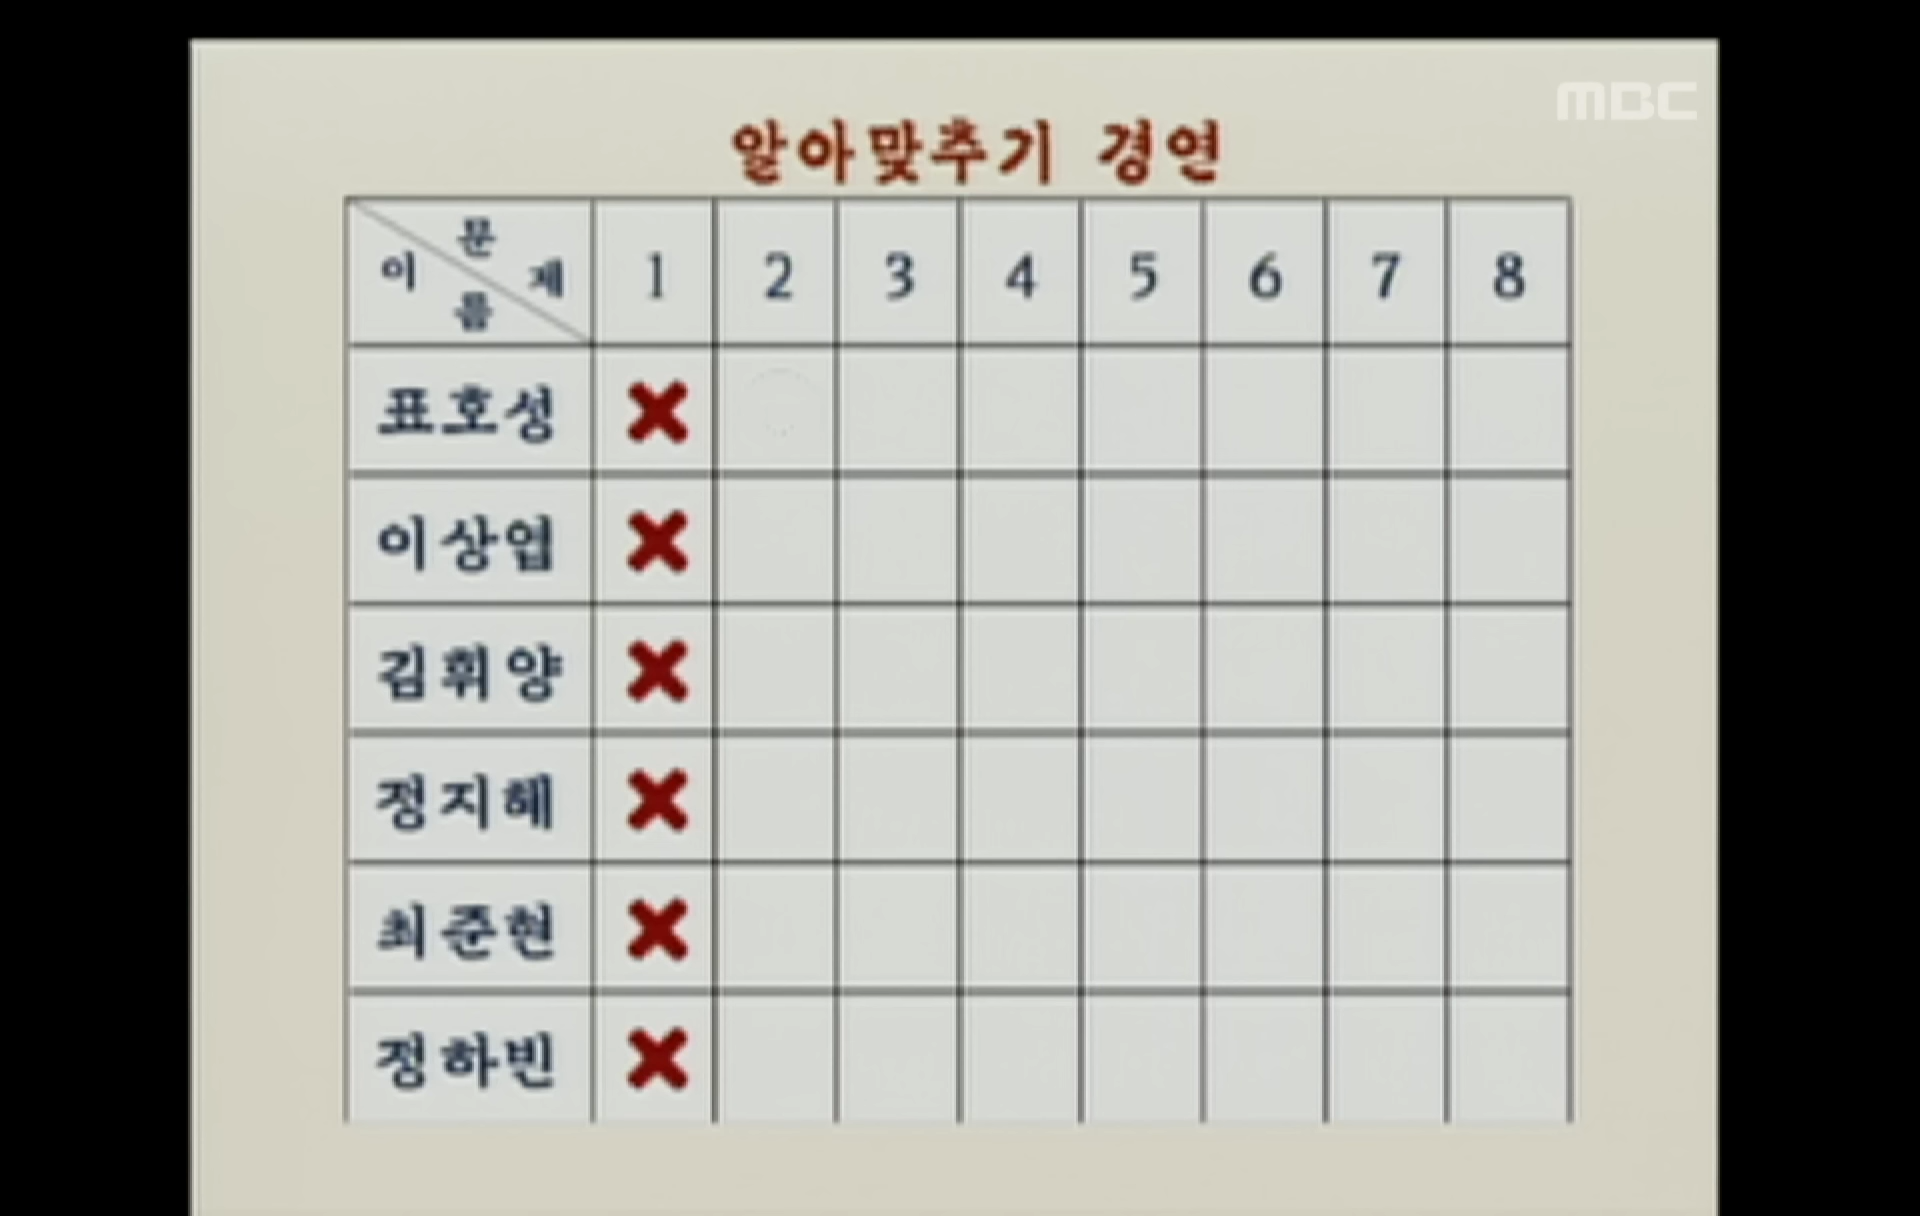 MBC
알아맞추기 경연
문제 이름 1 2 3 4 5 6 7 8
표호성 ✖
이상엽 ✖
김휘양 ✖
정지혜 ✖
최준현 ✖
정하빈 ✖